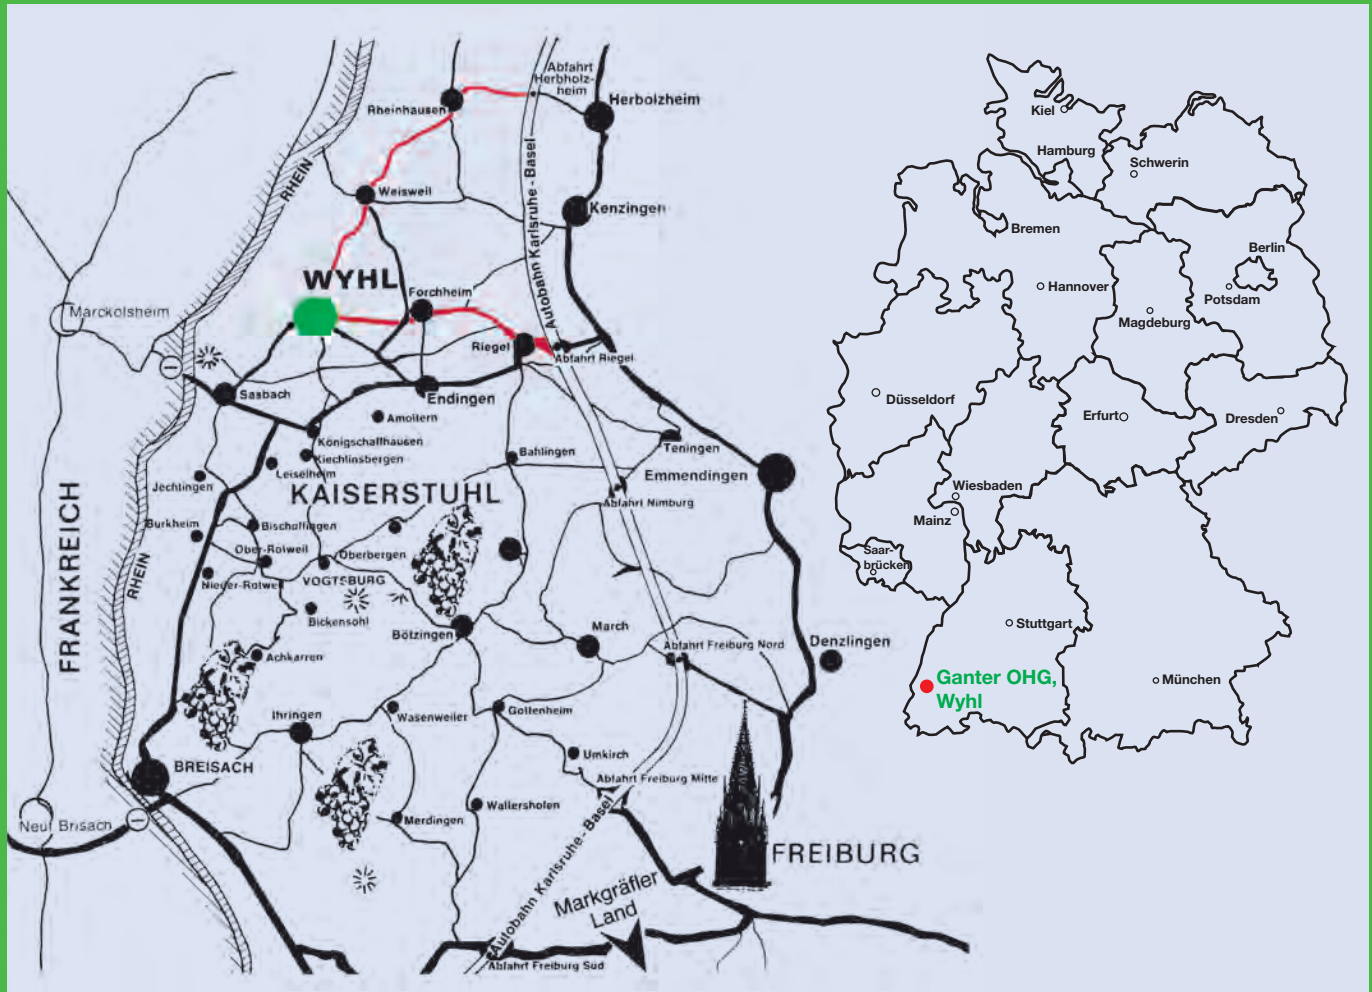 Abfahrt
Herbholz-
heim
Herbolzheim
Rheinhausen
RHEIN
Weisweil
Kenzingen
Autobahn Karlsruhe - Basel
WYHL
Forchheim
Marckolsheim
Riegel
Abfahrt Riegel
Sasbach
Endingen
Amoltern
Königschaffhausen
Kiechlinsbergen
Leiselheim
Bahlingen
Teningen
Emmendingen
Jechtingen
KAISERSTUHL
Abfahrt Nimburg
Burkheim
Bischoffingen
Ober-Rotweil
Oberbergen
FRANKREICH
RHEIN
Nieder-Rotweil
VOGTSBURG
Bickensohl
Bötzingen
March
Abfahrt Freiburg Nord
Denzlingen
Achkarren
Ihringen
Wasenweiler
Gottenheim
Umkirch
BREISACH
Abfahrt Freiburg Mitte
Neuf Brisach
Merdingen
Waltershofen
Autobahn Karlsruhe - Basel
FREIBURG
Markgräfler
Land
Abfahrt Freiburg Süd
Kiel
Hamburg
Schwerin
Bremen
Berlin
Hannover
Potsdam
Magdeburg
Düsseldorf
Erfurt
Dresden
Wiesbaden
Mainz
Saar-
brücken
Stuttgart
Ganter OHG,
Wyhl
München